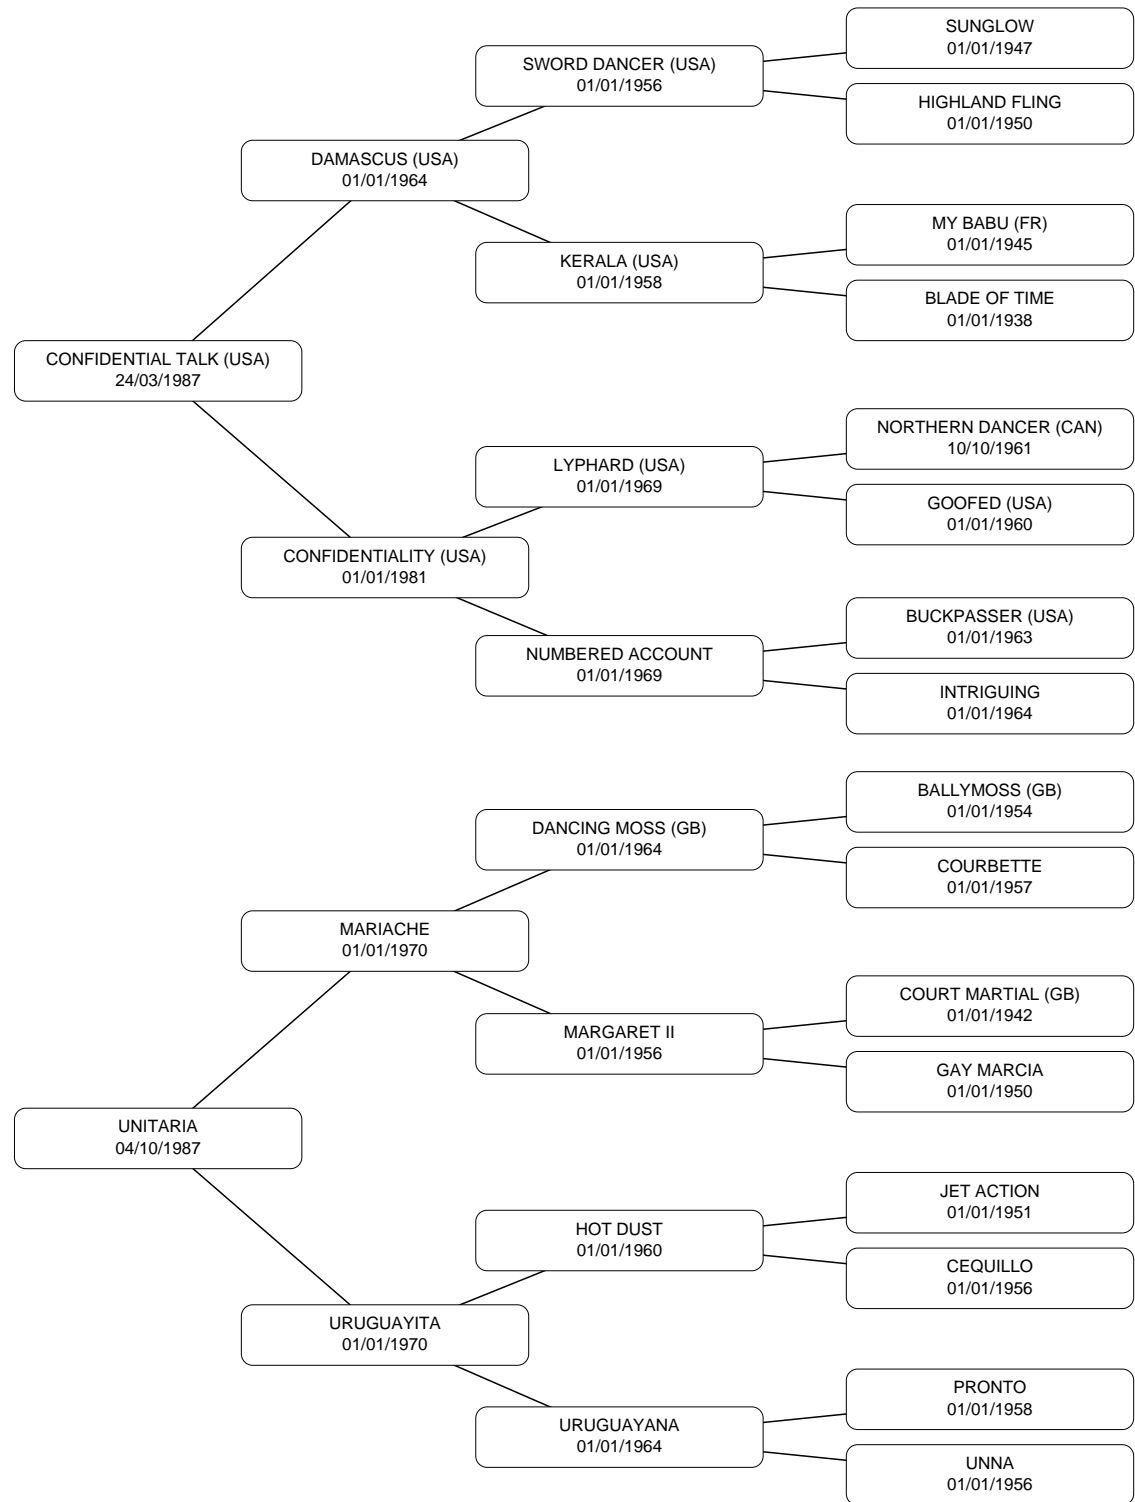 SUNGLOW
01/01/1947
SWORD DANCER (USA)
01/01/1956
HIGHLAND FLING
01/01/1950
DAMASCUS (USA)
01/01/1964
MY BABU (FR)
01/01/1945
KERALA (USA)
01/01/1958
BLADE OF TIME
01/01/1938
CONFIDENTIAL TALK (USA)
24/03/1987
NORTHERN DANCER (CAN)
10/10/1961
LYPHARD (USA)
01/01/1969
GOOFED (USA)
01/01/1960
CONFIDENTIALITY (USA)
01/01/1981
BUCKPASSER (USA)
01/01/1963
NUMBERED ACCOUNT
01/01/1969
INTRIGUING
01/01/1964
BALLYMOSS (GB)
01/01/1954
DANCING MOSS (GB)
01/01/1964
COURBETTE
01/01/1957
MARIACHE
01/01/1970
COURT MARTIAL (GB)
01/01/1942
MARGARET II
01/01/1956
GAY MARCIA
01/01/1950
UNITARIA
04/10/1987
JET ACTION
01/01/1951
HOT DUST
01/01/1960
CEQUILLO
01/01/1956
URUGUAYITA
01/01/1970
PRONTO
01/01/1958
URUGUAYANA
01/01/1964
UNNA
01/01/1956